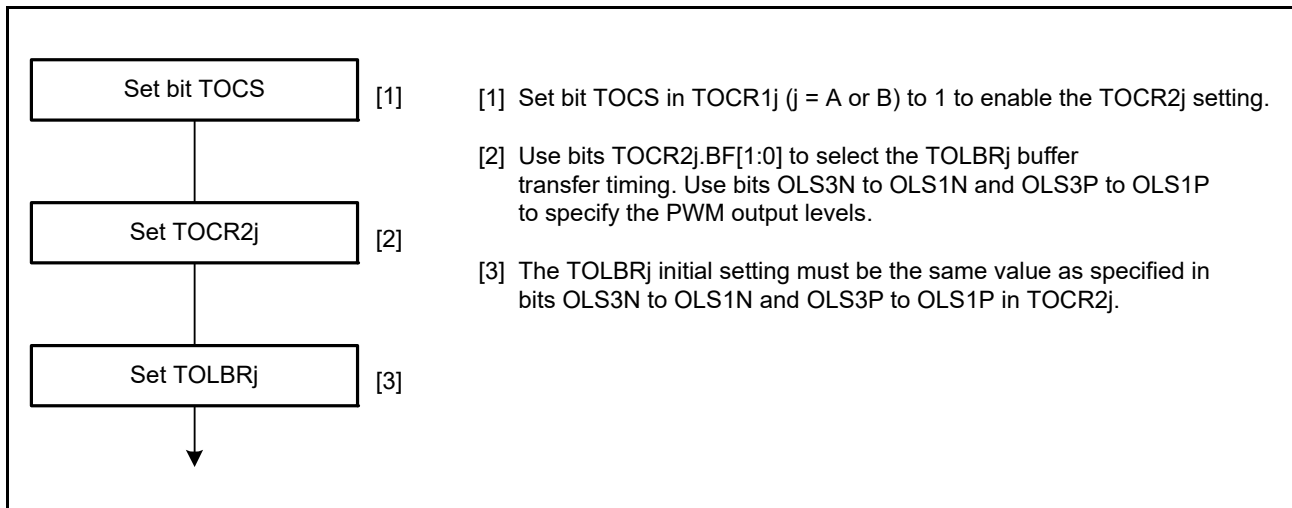 Set bit TOCS
[1]
[1] Set bit TOCS in TOCR1j (j = A or B) to 1 to enable the TOCR2j setting.
[2] Use bits TOCR2j.BF[1:0] to select the TOLBRj buffer
transfer timing. Use bits OLS3N to OLS1N and OLS3P to OLS1P
to specify the PWM output levels.
Set TOCR2j
[2]
[3] The TOLBRj initial setting must be the same value as specified in
bits OLS3N to OLS1N and OLS3P to OLS1P in TOCR2j.
Set TOLBRj
[3]